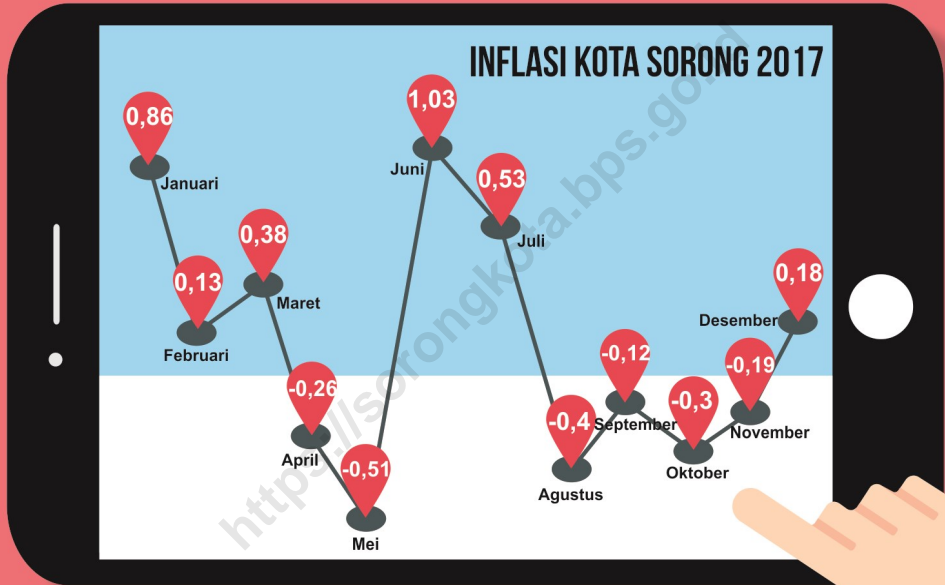 INFLASI KOTA SORONG 2017
0,86
Januari
0,13
Februari
0,38
Maret
-0,26
April
-0,51
Mei
1,03
Juni
0,53
Juli
-0,4
Agustus
-0,12
September
-0,3
Oktober
-0,19
November
0,18
Desember
https://sorongkota.bps.go.id